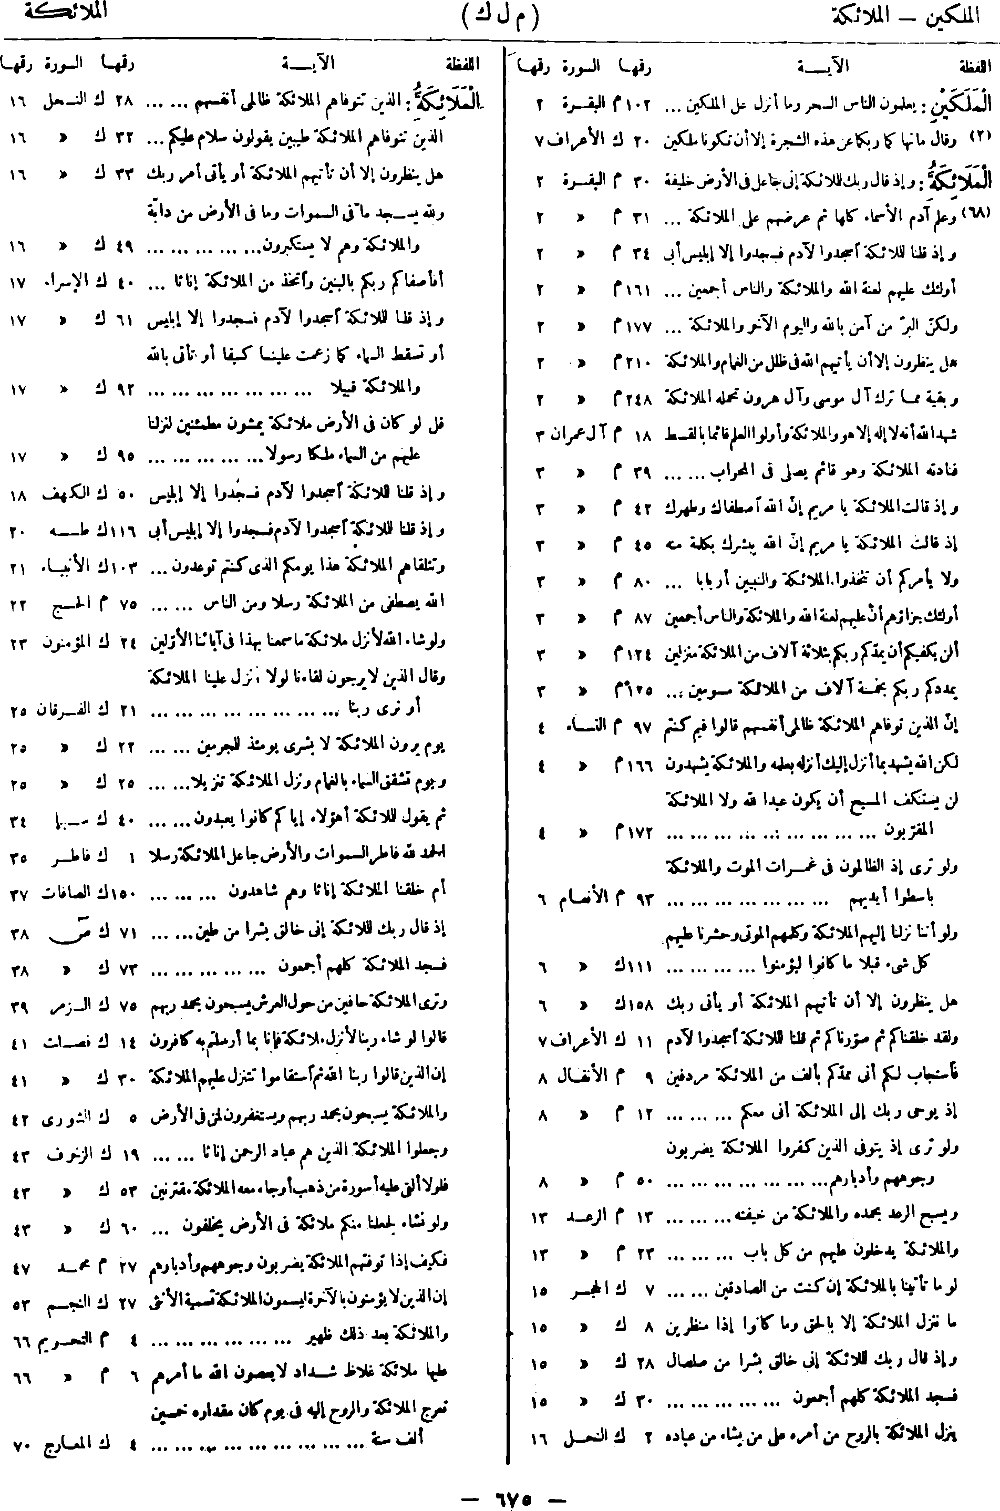 الملكين – الملائكة (م ل ك) الملائكة
اللفظة الآيــة رقها السورة رقها
الْمَلَكَيْنِ : يعلمون الناس السحر وما أنزل على الملكين ... ١٠٢ م البقرة ٢
(٢) وقال ما نهاكما ربكما عن هذه الشجرة إلا أن تكونا ملكين ٢٠ ك الأعراف ٧
الْمَلَائِكَةُ : وإذ قال ربك للملائكة إنى جاعل فى الأرض خليفة ٣٠ م البقرة ٢
(٦٨) وعلم آدم الأسماء كلها ثم عرضهم على الملائكة ... ٣١ م » ٢
وإذ قلنا للملائكة اسجدوا لآدم فسجدوا إلا إبليس أبى ٣٤ م » ٢
أولئك عليهم لعنة الله والملائكة والناس أجمعين ... ١٦١ م » ٢
ولكن البرّ من آمن بالله واليوم الآخر والملائكة ... ١٧٧ م » ٢
هل ينظرون إلا أن يأتيهم الله فى ظلل من الغمام والملائكة ٢١٠ م » ٢
وبقية مما ترك آل موسى وآل هرون تحمله الملائكة ٢٤٨ م » ٢
شهد الله أنه لا إله إلا هو والملائكة وأولوا العلم قائما بالقسط ١٨ م آل عمران ٣
فنادته الملائكة وهو قائم يصلى فى المحراب ... ... ٣٩ م » ٣
وإذ قالت الملائكة يا مريم إنّ الله اصطفاك وطهرك ٤٢ م » ٣
إذ قالت الملائكة يا مريم إنّ الله يبشرك بكلمة منه ٤٥ م » ٣
ولا يأمركم أن تتخذوا الملائكة والنبيين أربابا ... ٨٠ م » ٣
أولئك جزاؤهم أنّ عليهم لعنة الله والملائكة والناس أجمعين ٨٧ م » ٣
ألن يكفيكم أن يمدّكم ربكم بثلاثة آلاف من الملائكة منزلين ١٢٤ م » ٣
يمددكم ربكم بخمسة آلاف من الملائكة مسومين ... ١٢٥ م » ٣
إنّ الذين توفاهم الملائكة ظالمى أنفسهم قالوا فيم كنتم ٩٧ م النساء ٤
لكن الله يشهد بما أنزل إليك أنزله بعلمه والملائكة يشهدون ١٦٦ م » ٤
لن يستنكف المسيح أن يكون عبدا لله ولا الملائكة
المقرّبون ... ... ... ... ... ... ... ١٧٢ م » ٤
ولو ترى إذ الظالمون فى غمرات الموت والملائكة
باسطوا أيديهم ... ... ... ... ... ... ٩٣ م الأنعام ٦
ولو أننا نزلنا إليهم الملائكة وكلمهم الموتى وحشرنا عليهم
كل شىء قبلا ما كانوا ليؤمنوا ... ... ... ... ١١١ ك » ٦
هل ينظرون إلا أن تأتيهم الملائكة أو يأتى ربك ١٥٨ ك » ٦
ولقد خلقناكم ثم صوّرناكم ثم قلنا للملائكة اسجدوا لآدم ١١ ك الأعراف ٧
فاستجاب لكم أنى ممدّكم بألف من الملائكة مردفين ٩ م الأنفال ٨
إذ يوحى ربك إلى الملائكة أنى معكم ... ... ... ١٢ م » ٨
ولو ترى إذ يتوفى الذين كفروا الملائكة يضربون
وجوههم وأدبارهم... ... ... ... ... ... ... ٥٠ م » ٨
ويسبح الرعد بحمده والملائكة من خيفته... ... ... ١٣ م الرعد ١٣
والملائكة يدخلون عليهم من كل باب ... ... ... ٢٣ م » ١٣
لو ما تأتينا بالملائكة إن كنت من الصادقين ... ... ٧ ك الحجر ١٥
ما ننزل الملائكة إلا بالحق وما كانوا إذا منظرين ٨ ك » ١٥
وإذ قال ربك للملائكة إنى خالق بشرا من صلصال ٢٨ ك » ١٥
فسجد الملائكة كلهم أجمعون ... ... ... ... ... ٣٠ ك » ١٥
ينزل الملائكة بالروح من أمره على من يشاء من عباده ٢ ك النحل ١٦
اللفظة الآيــة رقها السورة رقها
الْمَلَائِكَةُ : الذين تتوفاهم الملائكة ظالمى أنفسهم ... ... ٢٨ ك النحل ١٦
الذين تتوفاهم الملائكة طيبين يقولون سلام عليكم... ٣٢ ك » ١٦
هل ينظرون إلا أن تأتيهم الملائكة أو يأتى أمر ربك ٣٣ ك » ١٦
ولله يسجد ما فى السموات وما فى الأرض من دابّة
والملائكة وهم لا يستكبرون... ... ... ... ... ٤٩ ك » ١٦
أفأصفاكم ربكم بالبنين واتخذ من الملائكة إناثا ... ٤٠ ك الإسراء ١٧
وإذ قلنا للملائكة اسجدوا لآدم فسجدوا إلا إبليس ٦١ ك » ١٧
أو تسقط السماء كما زعمت علينا كسفا أو تأتى بالله
والملائكة قبيلا ... ... ... ... ... ... ... ٩٢ ك » ١٧
قل لو كان فى الأرض ملائكة يمشون مطمئنين لنزلنا
عليهم من السماء ملكا رسولا... ... ... ... ... ٩٥ ك » ١٧
وإذ قلنا للملائكة اسجدوا لآدم فسجدوا إلا إبليس ٥٠ ك الكهف ١٨
وإذ قلنا للملائكة اسجدوا لآدم فسجدوا إلا إبليس أبى ١١٦ ك طــه ٢٠
وتتلقاهم الملائكة هذا يومكم الذى كنتم توعدون ... ١٠٣ ك الأنبياء ٢١
الله يصطفى من الملائكة رسلا ومن الناس ... ... ٧٥ م الحــج ٢٢
ولو شاء الله لأنزل ملائكة ما سمعنا بهذا فى آبائنا الأوّلين ٢٤ ك المؤمنون ٢٣
وقال الذين لا يرجون لقاءنا لولا أنزل علينا الملائكة
أو نرى ربنا ... ... ... ... ... ... ... ... ٢١ ك الفرقان ٢٥
يوم يرون الملائكة لا بشرى يومئذ للمجرمين ... ... ٢٢ ك » ٢٥
ويوم تشقق السماء بالغمام ونزل الملائكة تنزيلا... ... ٢٥ ك » ٢٥
ثم يقول للملائكة أهؤلاء إياكم كانوا يعبدون... ... ٤٠ ك ســبإ ٣٤
الحمد لله فاطر السموات والأرض جاعل الملائكة رسلا ١ ك فاطــر ٣٥
أم خلقنا الملائكة إناثا وهم شاهدون ... ... ... ١٥٠ ك الصافات ٣٧
إذ قال ربك للملائكة إنى خالق بشرا من طين... ... ٧١ ك صۤ ٣٨
فسجد الملائكة كلهم أجمعون ... ... ... ... ... ٧٣ ك » ٣٨
وترى الملائكة حافين من حول العرش يسبحون بحمد ربهم ٧٥ ك الــزمر ٣٩
قالوا لو شاء ربنا لأنزل ملائكة فإنا بما أرسلتم به كافرون ١٤ ك فصلت ٤١
إن الذين قالوا ربنا الله ثم استقاموا تتنزل عليهم الملائكة ٣٠ ك » ٤١
والملائكة يسبحون بحمد ربهم ويستغفرون لمن فى الأرض ٥ ك الشورى ٤٢
وجعلوا الملائكة الذين هم عباد الرحمن إناثا ... ... ١٩ ك الزخرف ٤٣
فلولا ألقى عليه أسورة من ذهب أو جاء معه الملائكة مقترنين ٥٣ ك » ٤٣
ولو نشاء لجعلنا منكم ملائكة فى الأرض يخلفون ... ٦٠ ك » ٤٣
فكيف إذا توفتهم الملائكة يضربون وجوههم وأدبارهم ٢٧ م محمــد ٤٧
إن الذين لا يؤمنون بالآخرة ليسمون الملائكة تسمية الأنثى ٢٧ ك النجــم ٥٣
والملائكة بعد ذلك ظهير ... ... ... ... ... ... ٤ م التحــريم ٦٦
عليها ملائكة غلاظ شــداد لا يعصون الله ما أمرهم ٦ م » ٦٦
تعرج الملائكة والروح إليه فى يوم كان مقداره خمسين
ألف سنة ... ... ... ... ... ... ... ... ... ٤ ك المعارج ٧٠
– ٦٧٥ –